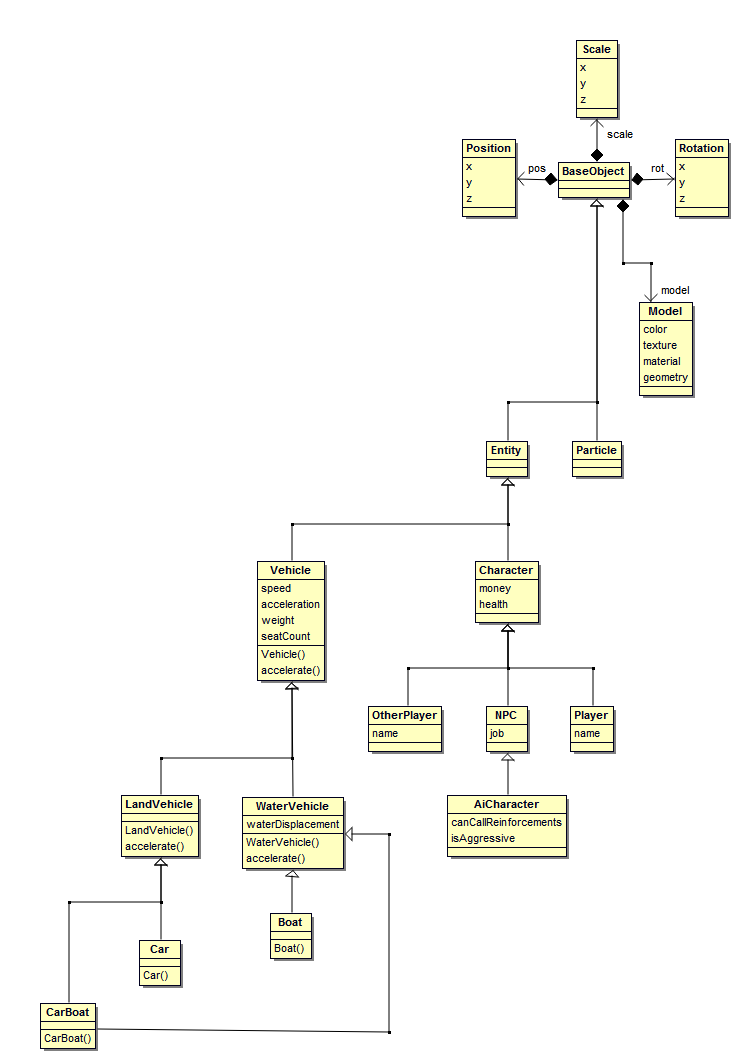 Scale
x
y
z
scale
Position
x
y
z
pos
BaseObject
rot
Rotation
x
y
z
model
Model
color
texture
material
geometry
Entity
Particle
Vehicle
speed
acceleration
weight
seatCount
Vehicle()
accelerate()
Character
money
health
OtherPlayer
name
NPC
job
Player
name
LandVehicle
LandVehicle()
accelerate()
WaterVehicle
waterDisplacement
WaterVehicle()
accelerate()
AiCharacter
canCallReinforcements
isAggressive
Boat
Boat()
Car
Car()
CarBoat
CarBoat()